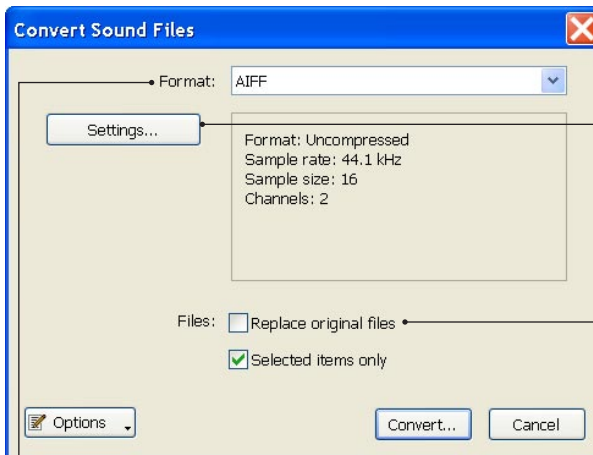 Convert Sound Files
Format: AIFF
Settings...
Format: Uncompressed
Sample rate: 44.1 kHz
Sample size: 16
Channels: 2
Files: Replace original files
Selected items only
Options Convert... Cancel